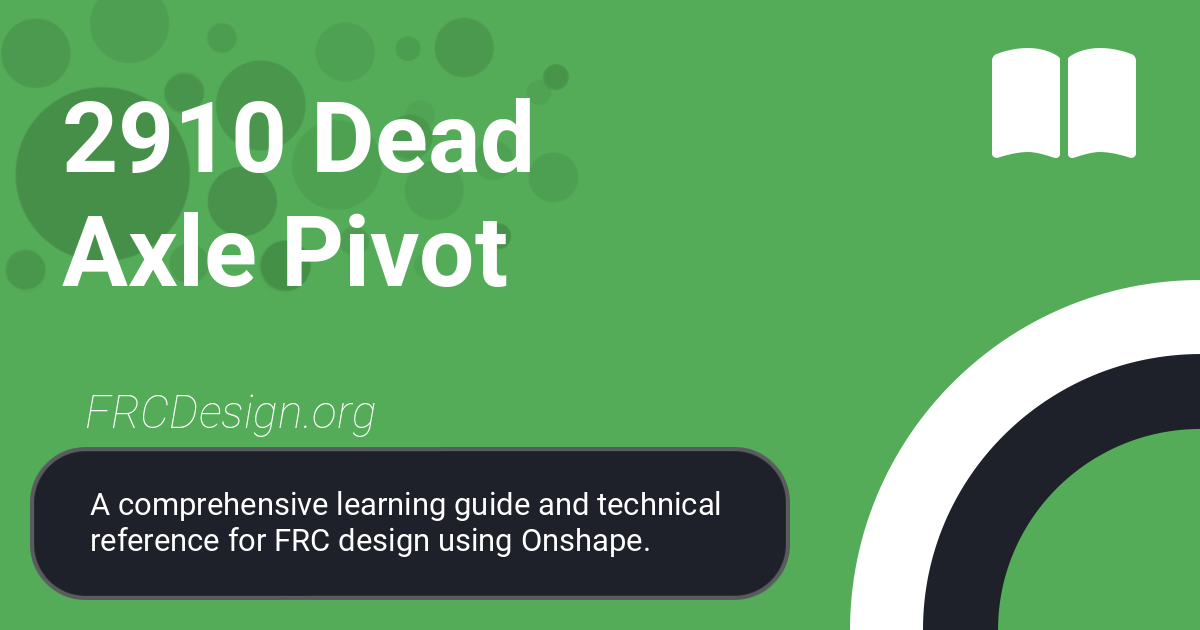 2910 Dead
Axle Pivot
FRCDesign.org
A comprehensive learning guide and technical
reference for FRC design using Onshape.